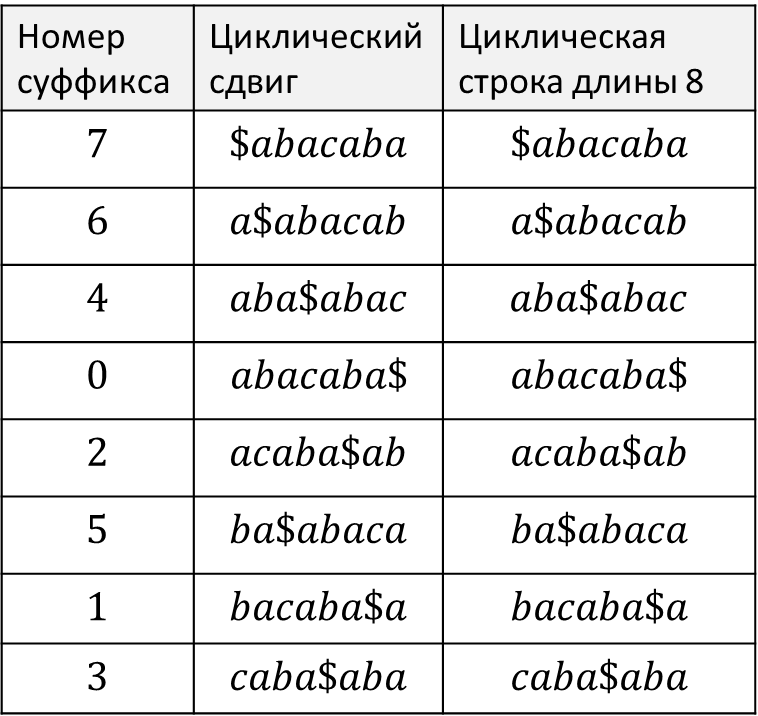 Номер суффикса Циклический сдвиг Циклическая строка длины 8
7 $abacaba $abacaba
6 a$abacab a$abacab
4 aba$abac aba$abac
0 abacaba$ abacaba$
2 acaba$ab acaba$ab
5 ba$abaca ba$abaca
1 bacaba$a bacaba$a
3 caba$aba caba$aba